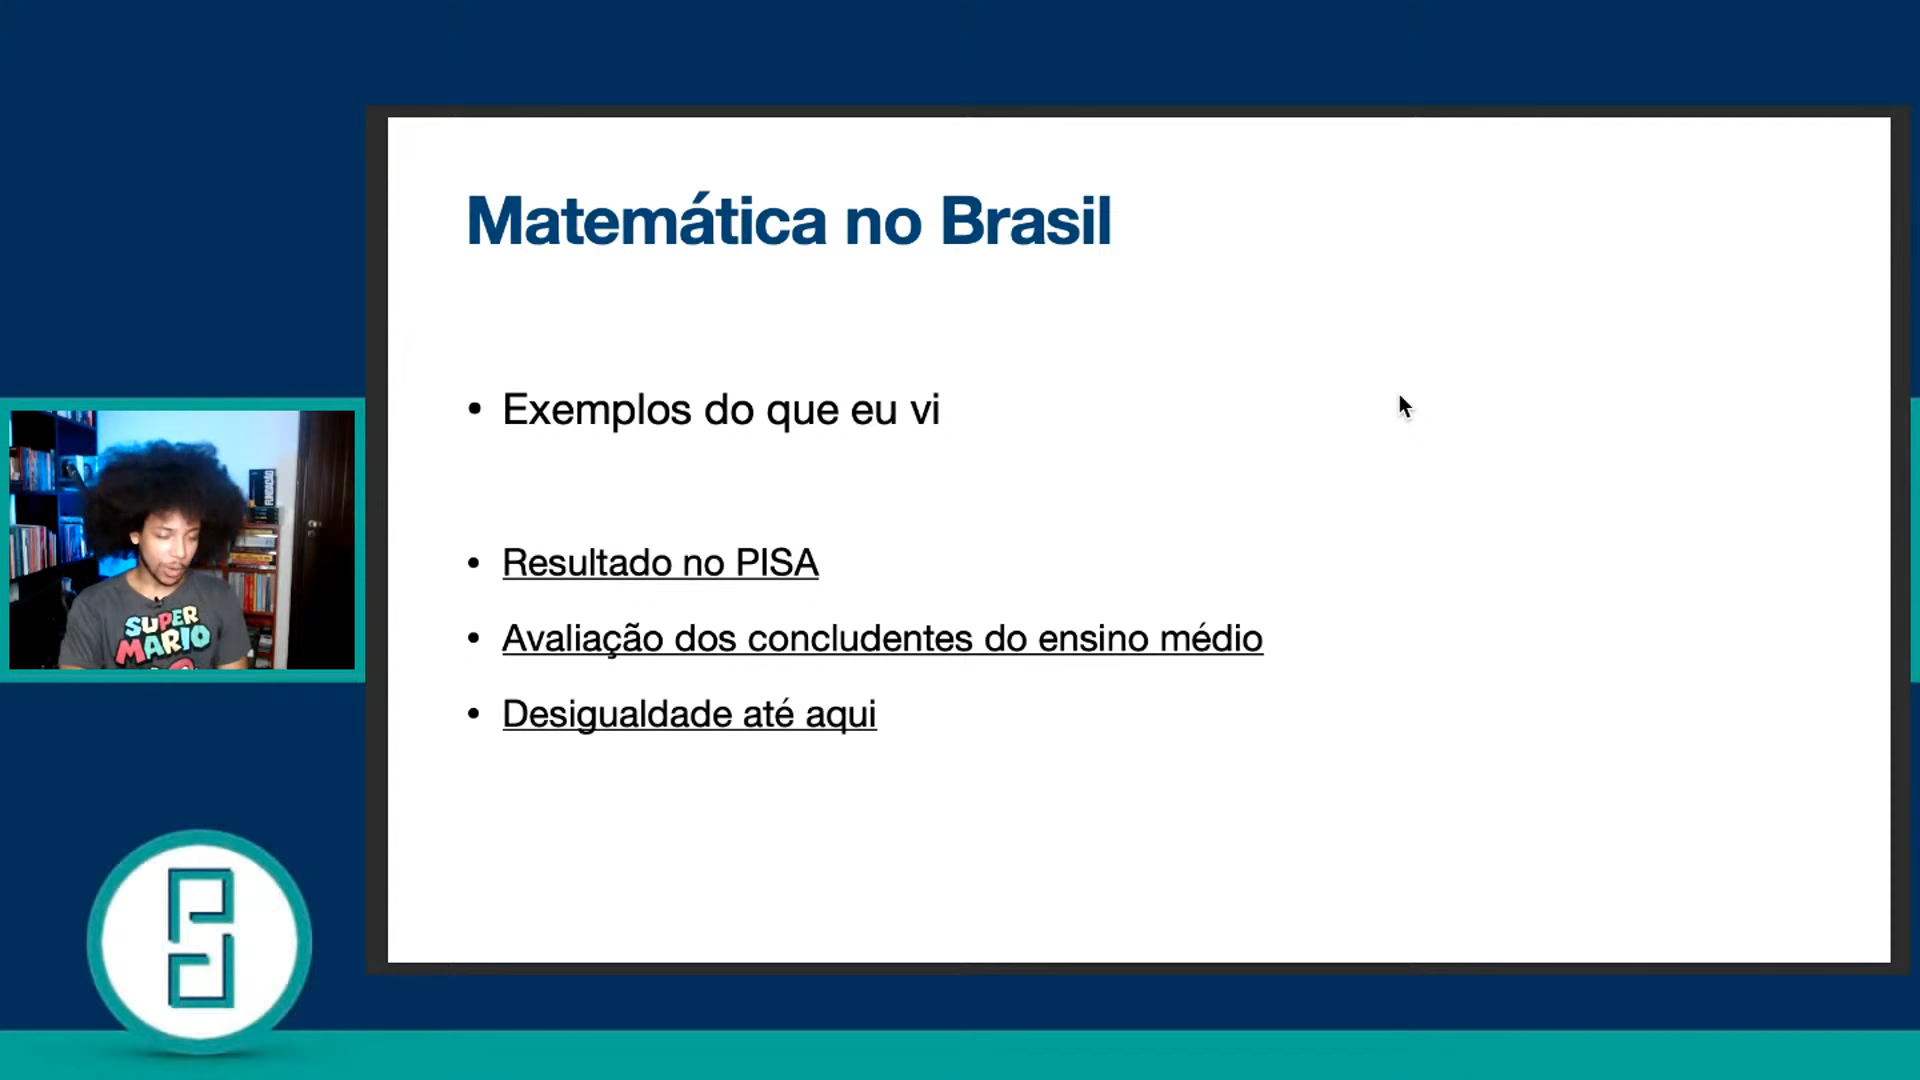 Matemática no Brasil
• Exemplos do que eu vi
• Resultado no PISA
• Avaliação dos concludentes do ensino médio
• Desigualdade até aqui
FUNDAÇÃO
SUPER
MARIO